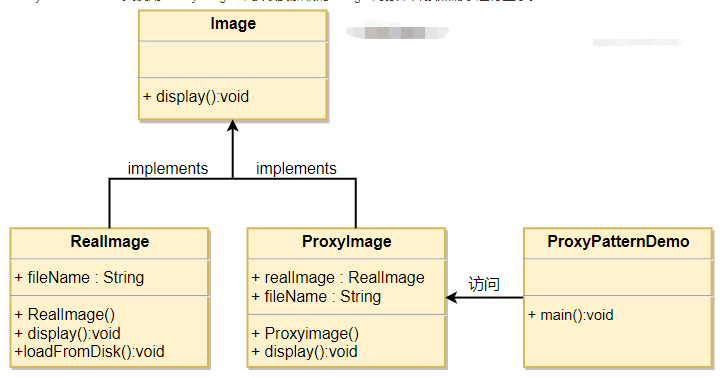 Image
+ display():void
implements
implements
RealImage
+ fileName : String
+ RealImage()
+ display():void
+loadFromDisk():void
ProxyImage
+ realImage : RealImage
+ fileName : String
+ Proxyimage()
+ display():void
访问
ProxyPatternDemo
+ main():void